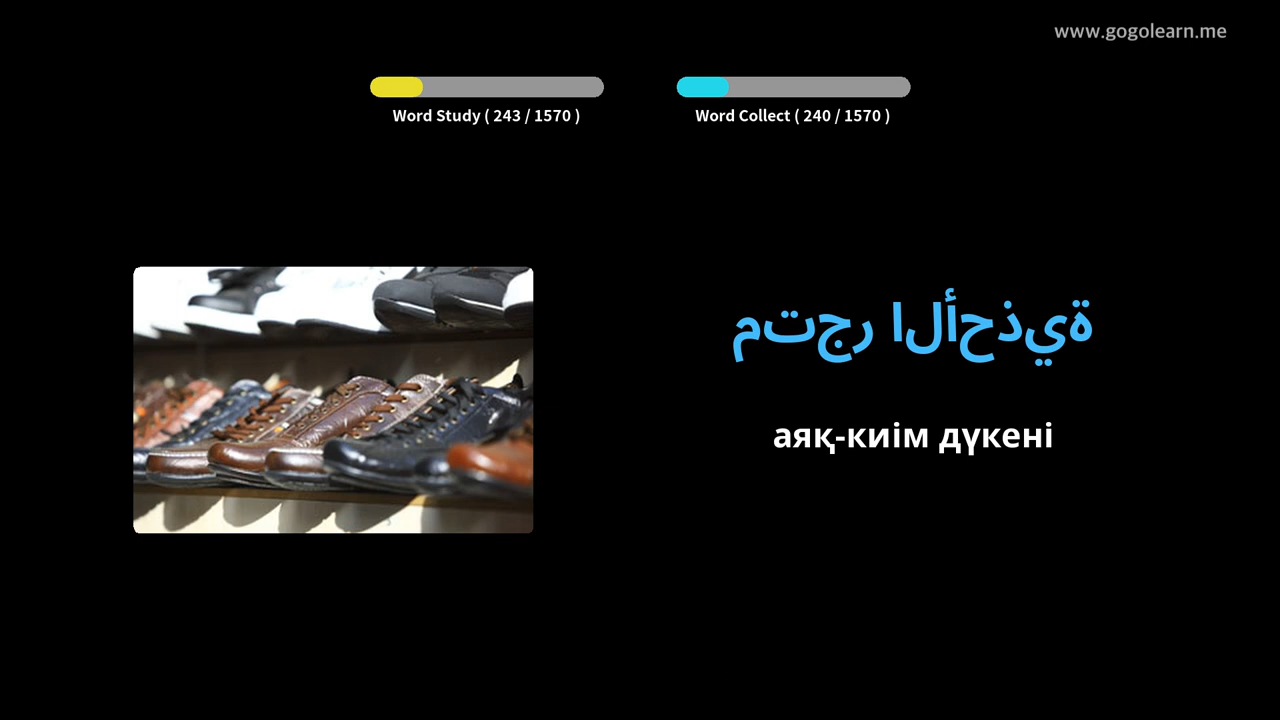 www.gogolearn.me
Word Study ( 243 / 1570 )
Word Collect ( 240 / 1570 )
متجر الأحذية
аяқ-киім дүкені